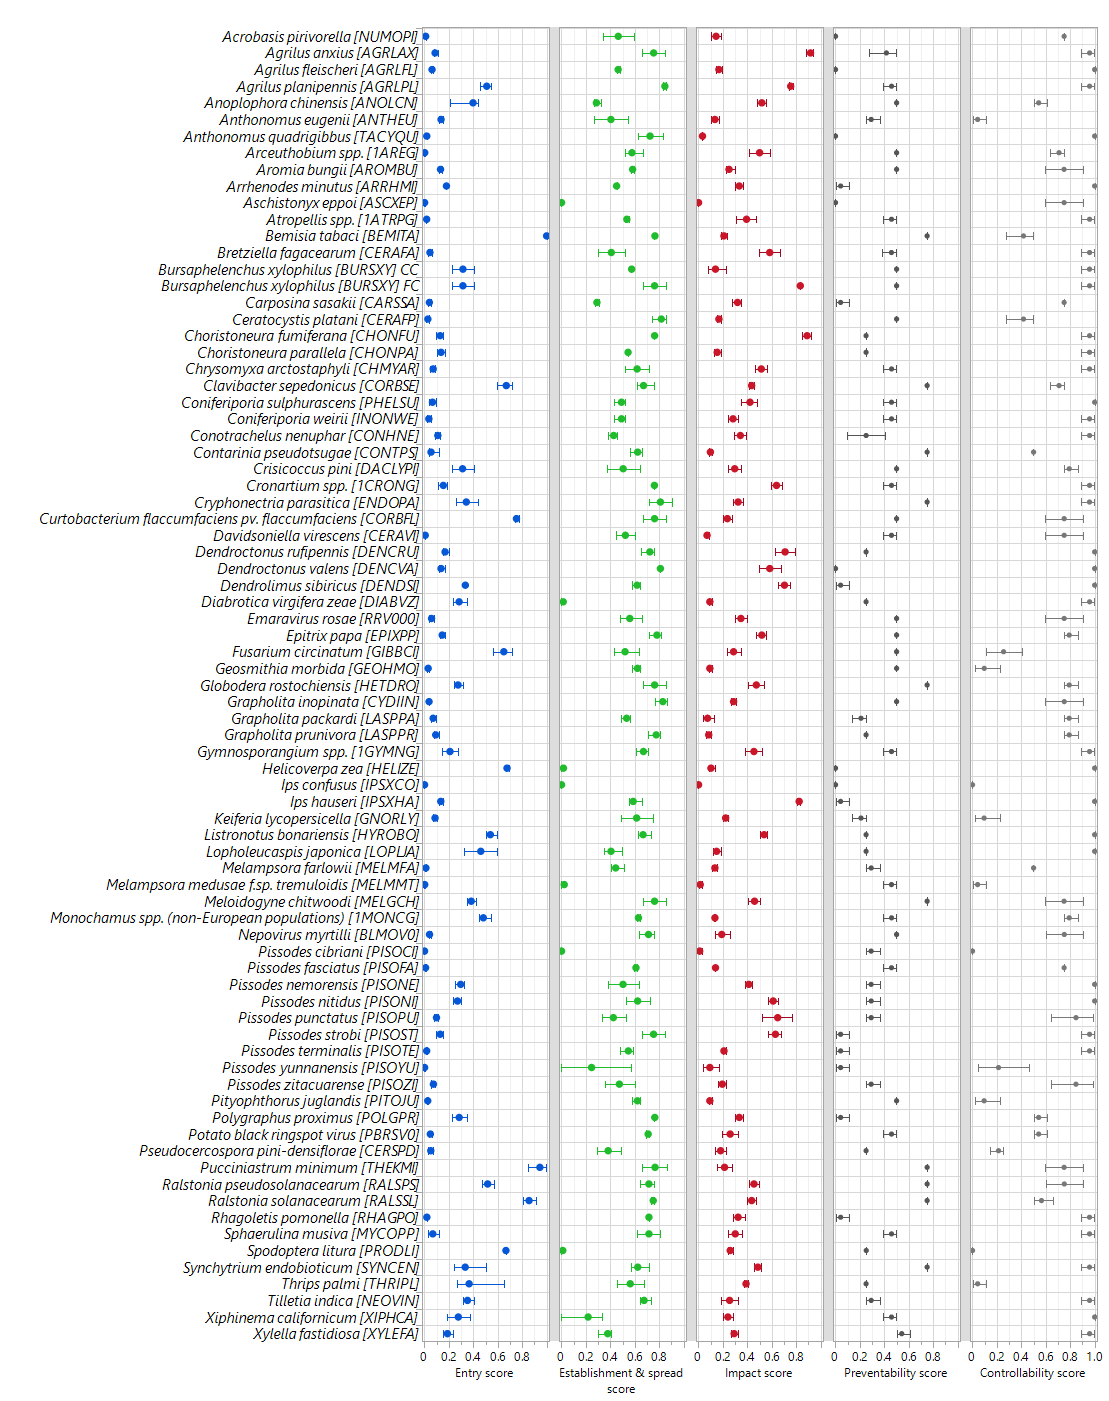 Acrobasis pirivorella [NUMOPI]
Agrilus anxius [AGRLAX]
Agrilus fleischeri [AGRLFL]
Agrilus planipennis [AGRLPL]
Anoplophora chinensis [ANOLCN]
Anthonomus eugenii [ANTHEU]
Anthonomus quadrigibbus [TACYQU]
Arceuthobium spp. [1AREG]
Aromia bungii [AROMBU]
Arrhenodes minutus [ARRHMI]
Aschistonyx eppoi [ASCXEP]
Atropellis spp. [1ATRPG]
Bemisia tabaci [BEMITA]
Bretziella fagacearum [CERAFA]
Bursaphelenchus xylophilus [BURSXY] CC
Bursaphelenchus xylophilus [BURSXY] FC
Carposina sasakii [CARSSA]
Ceratocystis platani [CERAFP]
Choristoneura fumiferana [CHONFU]
Choristoneura parallela [CHONPA]
Chrysomyxa arctostaphyli [CHMYAR]
Clavibacter sepedonicus [CORBSE]
Coniferiporia sulphurascens [PHELSU]
Coniferiporia weirii [INONWE]
Conotrachelus nenuphar [CONHNE]
Contarinia pseudotsugae [CONTPS]
Crisicoccus pini [DACLYPI]
Cronartium spp. [1CRONG]
Cryphonectria parasitica [ENDOPA]
Curtobacterium flaccumfaciens pv. flaccumfaciens [CORBFL]
Davidsoniella virescens [CERAVI]
Dendroctonus rufipennis [DENCRU]
Dendroctonus valens [DENCVA]
Dendrolimus sibiricus [DENDSI]
Diabrotica virgifera zeae [DIABVZ]
Emaravirus rosae [RRV000]
Epitrix papa [EPIXPP]
Fusarium circinatum [GIBBCI]
Geosmithia morbida [GEOHMO]
Globodera rostochiensis [HETDRO]
Grapholita inopinata [CYDIIN]
Grapholita packardi [LASPPA]
Grapholita prunivora [LASPPR]
Gymnosporangium spp. [1GYMNG]
Helicoverpa zea [HELIZE]
Ips confusus [IPSXCO]
Ips hauseri [IPSXHA]
Keiferia lycopersicella [GNORLY]
Listronotus bonariensis [HYROBO]
Lopholeucaspis japonica [LOPLJA]
Melampsora farlowii [MELMFA]
Melampsora medusae f.sp. tremuloidis [MELMMT]
Meloidogyne chitwoodi [MELGCH]
Monochamus spp. (non-European populations) [1MONCG]
Nepovirus myrtilli [BLMOV0]
Pissodes cibriani [PISOCI]
Pissodes fasciatus [PISOFA]
Pissodes nemorensis [PISONE]
Pissodes nitidus [PISONI]
Pissodes punctatus [PISOPU]
Pissodes strobi [PISOST]
Pissodes terminalis [PISOTE]
Pissodes yunnanensis [PISOYU]
Pissodes zitacuarense [PISOZI]
Pityophthorus juglandis [PITOJU]
Polygraphus proximus [POLGPR]
Potato black ringspot virus [PBRSV0]
Pseudocercospora pini-densiflorae [CERSPD]
Pucciniastrum minimum [THEKMI]
Ralstonia pseudosolanacearum [RALSPS]
Ralstonia solanacearum [RALSSL]
Rhagoletis pomonella [RHAGPO]
Sphaerulina musiva [MYCOPP]
Spodoptera litura [PRODLI]
Synchytrium endobioticum [SYNCEN]
Thrips palmi [THRIPL]
Tilletia indica [NEOVIN]
Xiphinema californicum [XIPHCA]
Xylella fastidiosa [XYLEFA]
0 0.2 0.4 0.6 0.8 0 0.2 0.4 0.6 0.8 0 0.2 0.4 0.6 0.8 0 0.2 0.4 0.6 0.8 0 0.2 0.4 0.6 0.8 1.0
Entry score Establishment & spread score Impact score Preventability score Controllability score